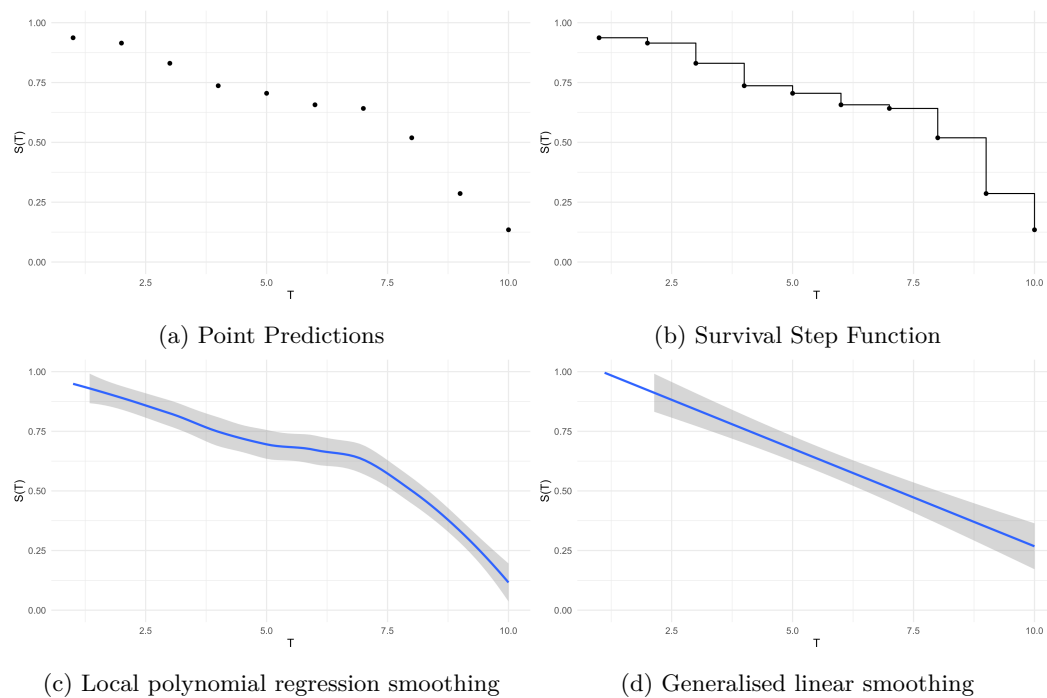 1.00
0.75
0.50
0.25
0.00
S(T)
2.5 5.0 7.5 10.0
T
(a) Point Predictions
1.00
0.75
0.50
0.25
0.00
S(T)
2.5 5.0 7.5 10.0
T
(b) Survival Step Function
1.00
0.75
0.50
0.25
0.00
S(T)
2.5 5.0 7.5 10.0
T
(c) Local polynomial regression smoothing
1.00
0.75
0.50
0.25
0.00
S(T)
2.5 5.0 7.5 10.0
T
(d) Generalised linear smoothing